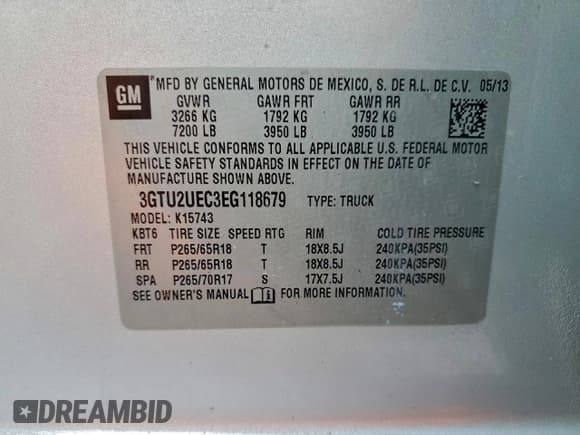 GM
*MFD BY GENERAL MOTORS DE MEXICO, S. DE R.L. DE C.V. 05/13
GVWR GAWR FRT GAWR RR
3266 KG 1792 KG 1792 KG
7200 LB 3950 LB 3950 LB
THIS VEHICLE CONFORMS TO ALL APPLICABLE U.S. FEDERAL MOTOR
VEHICLE SAFETY STANDARDS IN EFFECT ON THE DATE OF
MANUFACTURE SHOWN ABOVE.
3GTU2UEC3EG118679 TYPE: TRUCK
MODEL: K15743
KBT6 TIRE SIZE SPEED RTG RIM COLD TIRE PRESSURE
FRT P265/65R18 T 18X8.5J 240KPA(35PSI)
RR P265/65R18 T 18X8.5J 240KPA(35PSI)
SPA P265/70R17 S 17X7.5J 240KPA(35PSI)
SEE OWNER'S MANUAL FOR MORE INFORMATION.
DREAMBID